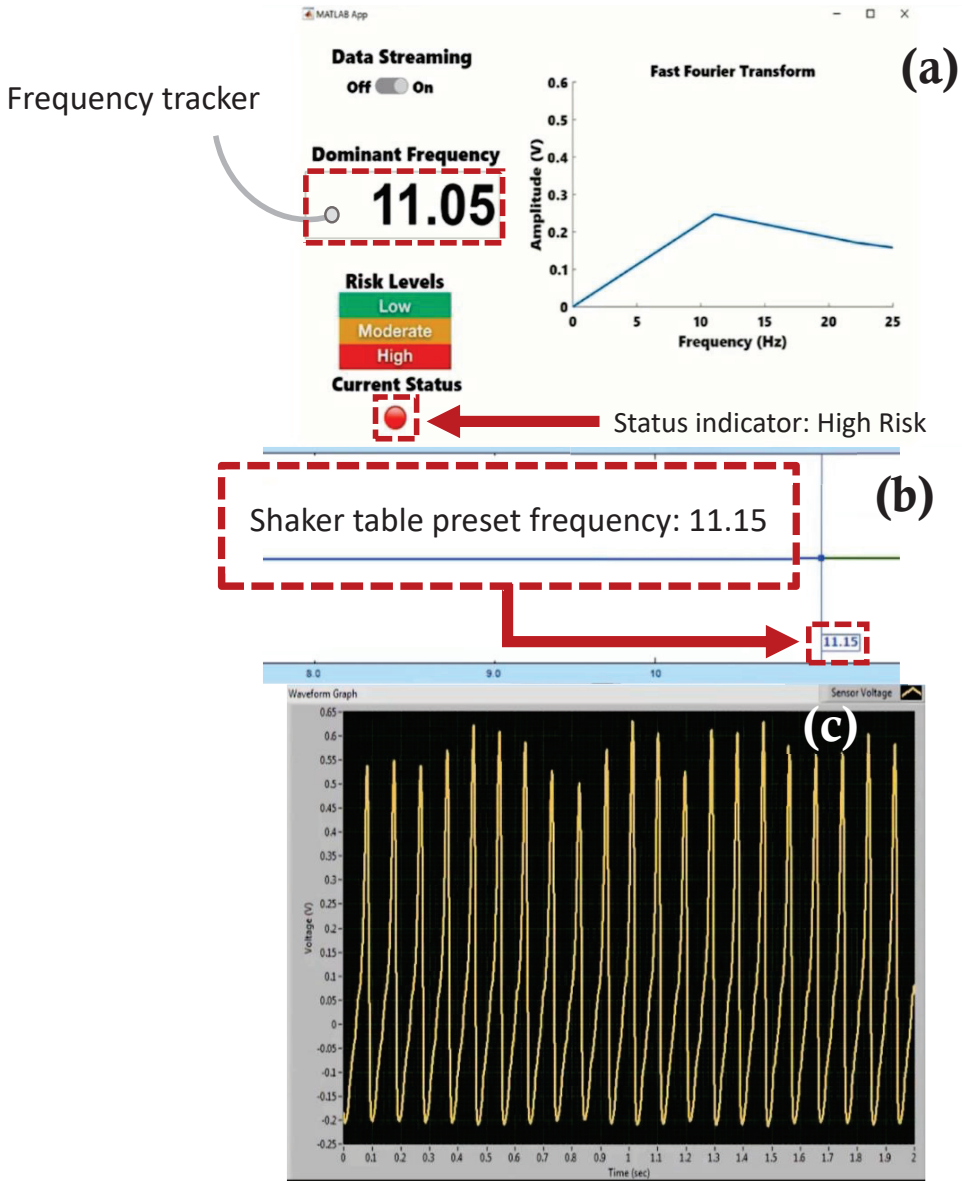 MATLAB App
(a)
Data Streaming
Off On
Frequency tracker
Dominant Frequency
11.05
Risk Levels
Low
Moderate
High
Current Status
Status indicator: High Risk
Fast Fourier Transform
Amplitude (V)
0.6
0.5
0.4
0.3
0.2
0.1
0
0 5 10 15 20 25
Frequency (Hz)
(b)
Shaker table preset frequency: 11.15
11.15
8.0 9.0 10
Waveform Graph
Sensor Voltage
(c)
Voltage (V)
0.65
0.6
0.55
0.5
0.45
0.4
0.35
0.3
0.25
0.2
0.15
0.1
0.05
0
-0.05
-0.1
-0.15
-0.2
-0.25
0 0.1 0.2 0.3 0.4 0.5 0.6 0.7 0.8 0.9 1 1.1 1.2 1.3 1.4 1.5 1.6 1.7 1.8 1.9 2
Time (sec)